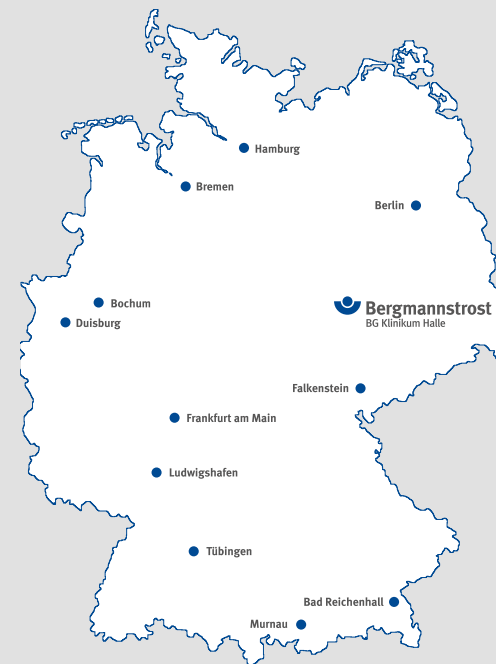 Hamburg
Bremen
Berlin
Bochum
Bergmannstrost
BG Klinikum Halle
Duisburg
Falkenstein
Frankfurt am Main
Ludwigshafen
Tübingen
Bad Reichenhall
Murnau